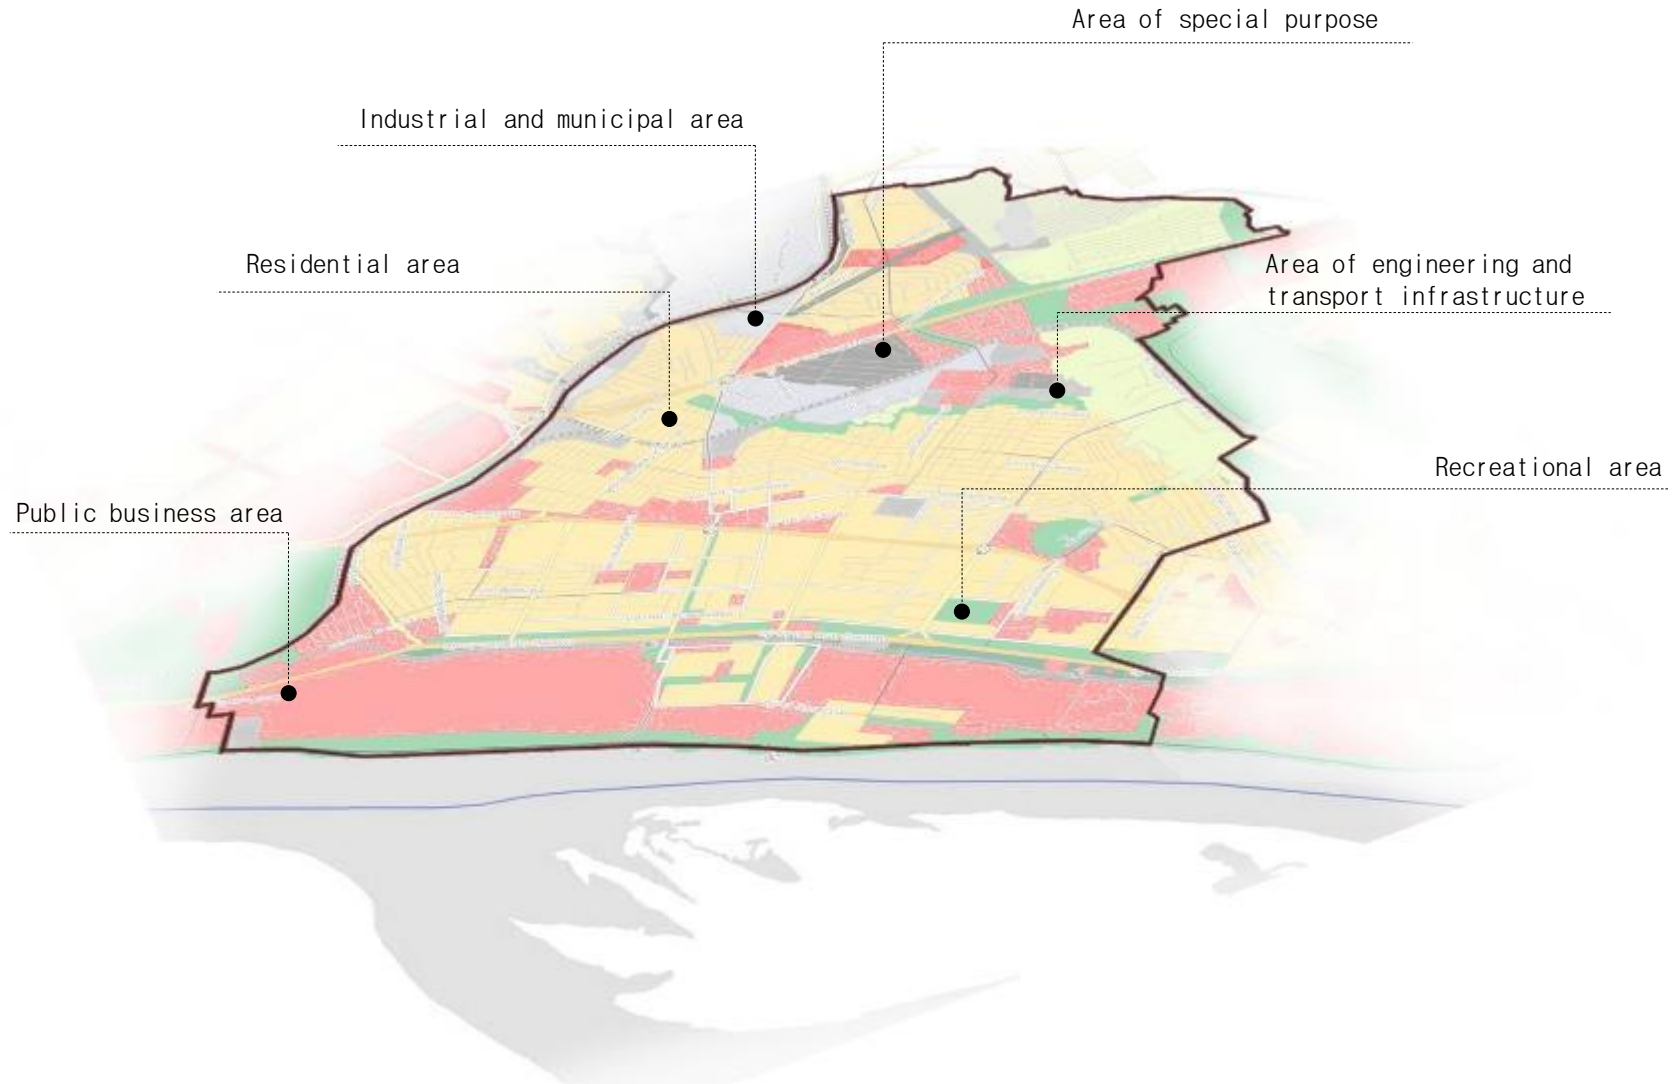 Area of special purpose
Industrial and municipal area
Residential area
Area of engineering and
transport infrastructure
Recreational area
Public business area